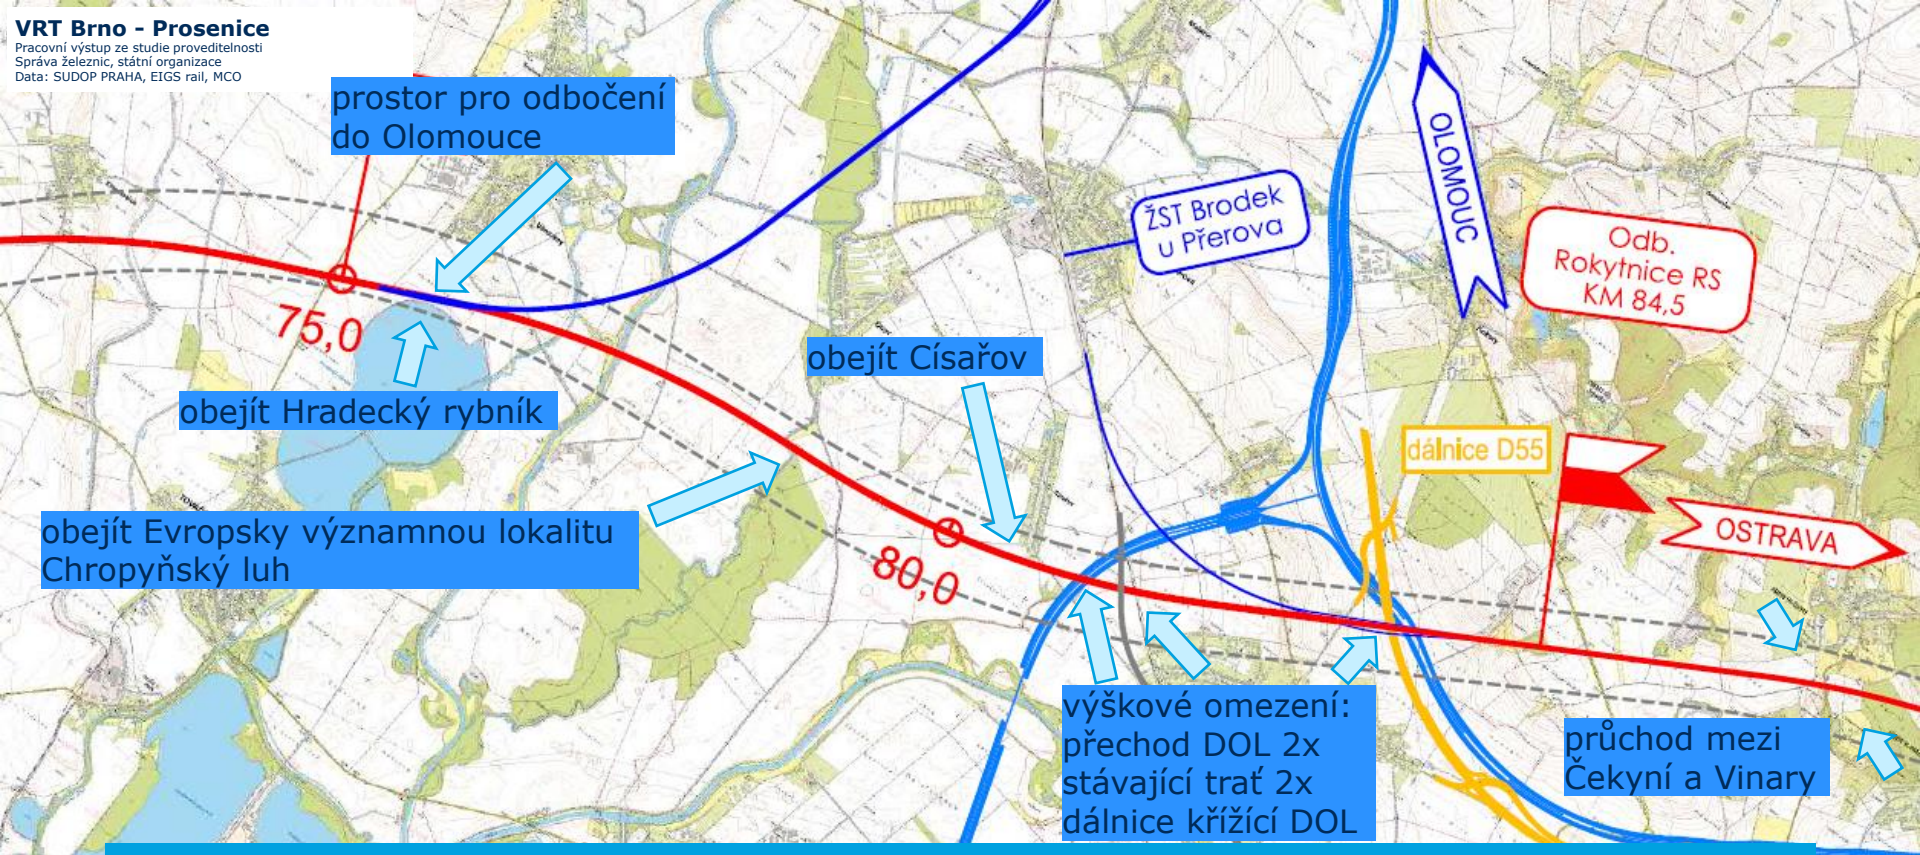 VRT Brno - Prosenice
Pracovní výstup ze studie proveditelnosti
Správa železnic, státní organizace
Data: SUDOP PRAHA, EIGS rail, MCO
prostor pro odbočení
do Olomouce
OLOMOUC
ŽST Brodek
u Přerova
Odb.
Rokytnice RS
KM 84,5
75,0
obejít Císařov
obejít Hradecký rybník
dálnice D55
obejít Evropsky významnou lokalitu
Chropyňský luh
OSTRAVA
80,0
výškové omezení:
přechod DOL 2x
stávající trať 2x
dálnice křížící DOL
průchod mezi
Čekyní a Vinary